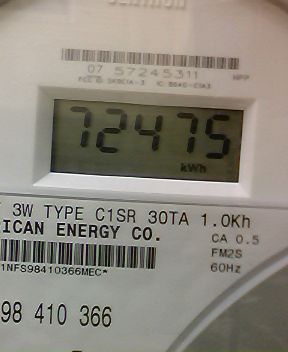 07 57245311 HPP
72475
kWh
3W TYPE C1SR 30TA 1.0Kh
ICAN ENERGY CO. CA 0.5
FM2S
1NFS98410366MEC* 60Hz
98 410 366